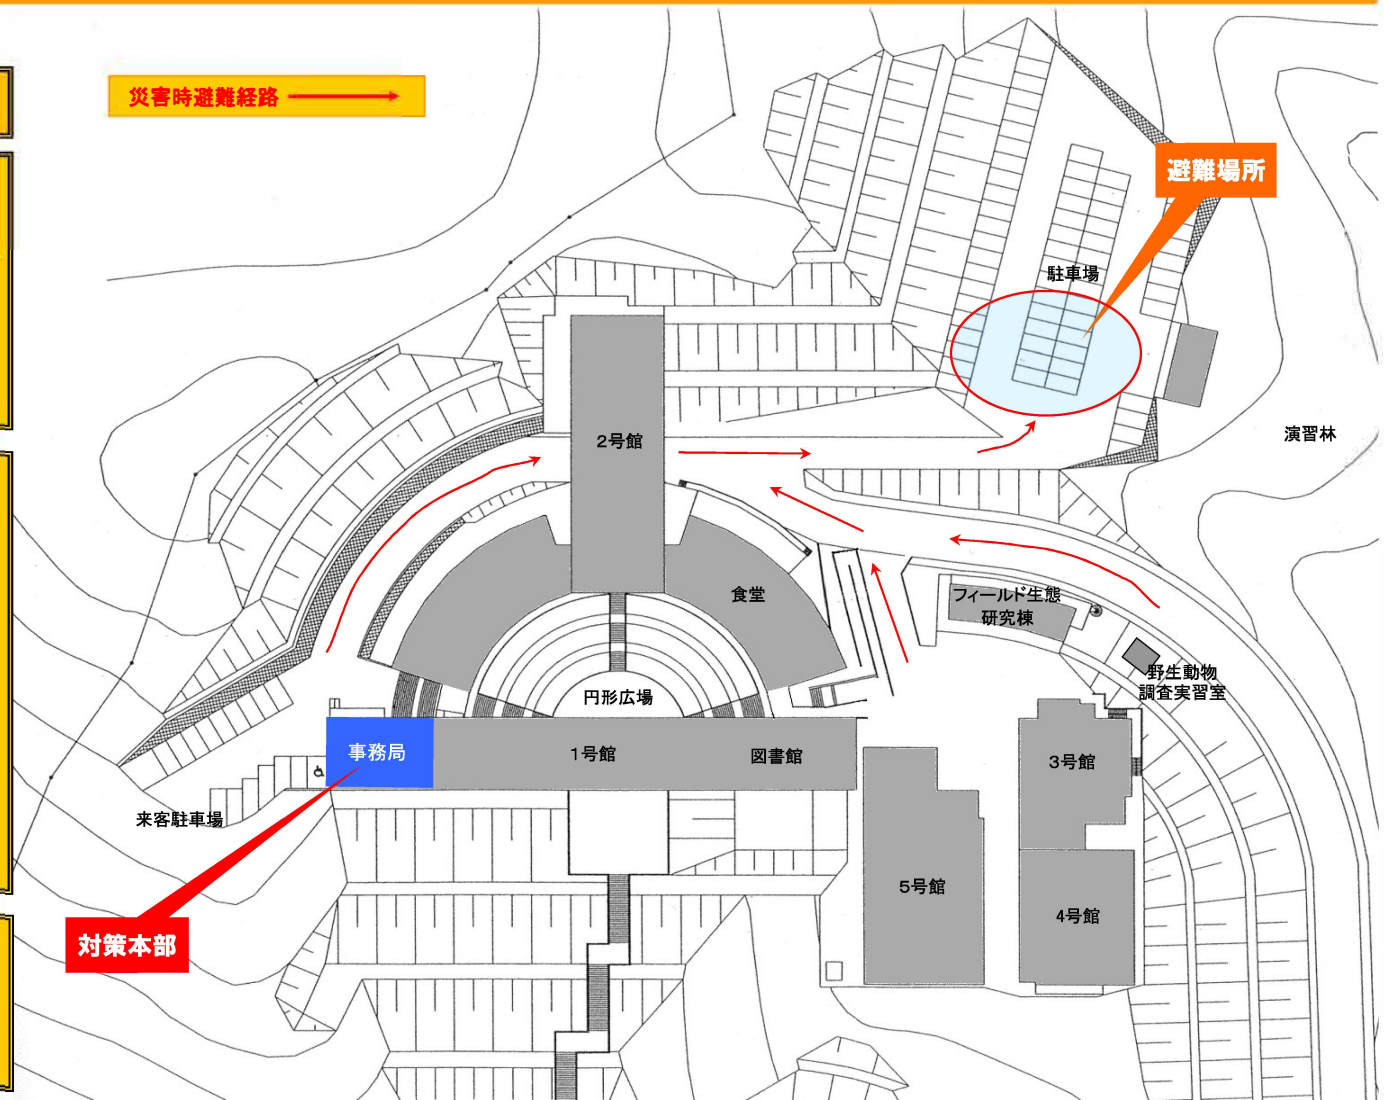 災害時避難経路
避難場所
駐車場
演習林
2号館
食堂
フィールド生態
研究棟
野生動物
調査実習室
円形広場
事務局
1号館
図書館
3号館
来客駐車場
5号館
4号館
対策本部